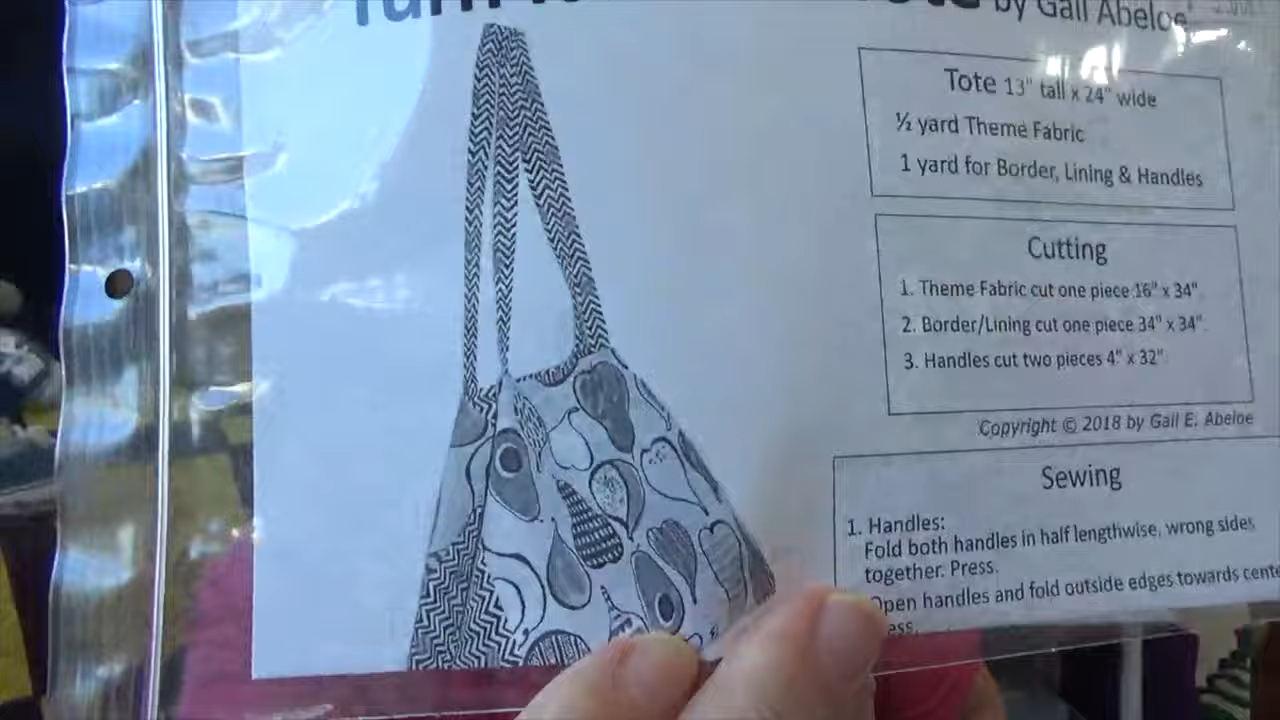 by Gail Abeloe
Tote 13" tall x 24" wide
½ yard Theme Fabric
1 yard for Border, Lining & Handles
Cutting
1. Theme Fabric cut one piece 16" x 34".
2. Border/Lining cut one piece 34" x 34".
3. Handles cut two pieces 4" x 32".
Copyright © 2018 by Gail E. Abeloe
Sewing
1. Handles:
Fold both handles in half lengthwise, wrong sides
together. Press.
Open handles and fold outside edges towards cente
ess.